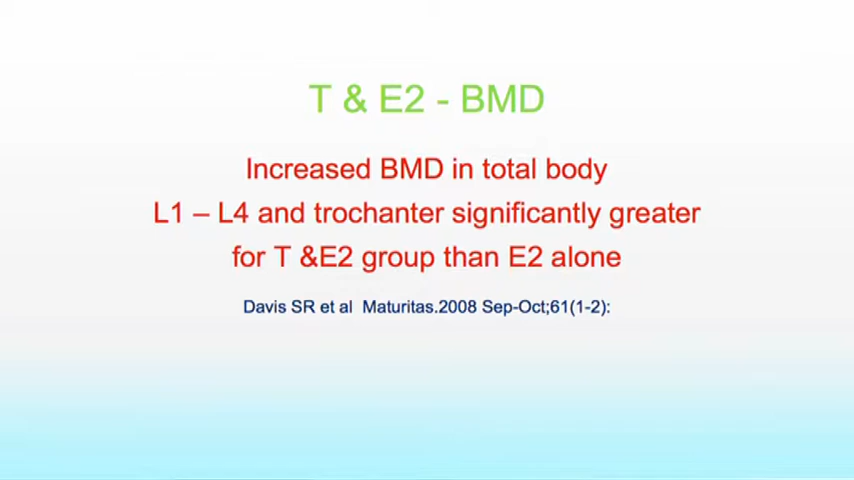 T & E2 - BMD
Increased BMD in total body
L1 – L4 and trochanter significantly greater
for T &E2 group than E2 alone
Davis SR et al  Maturitas.2008 Sep-Oct;61(1-2):